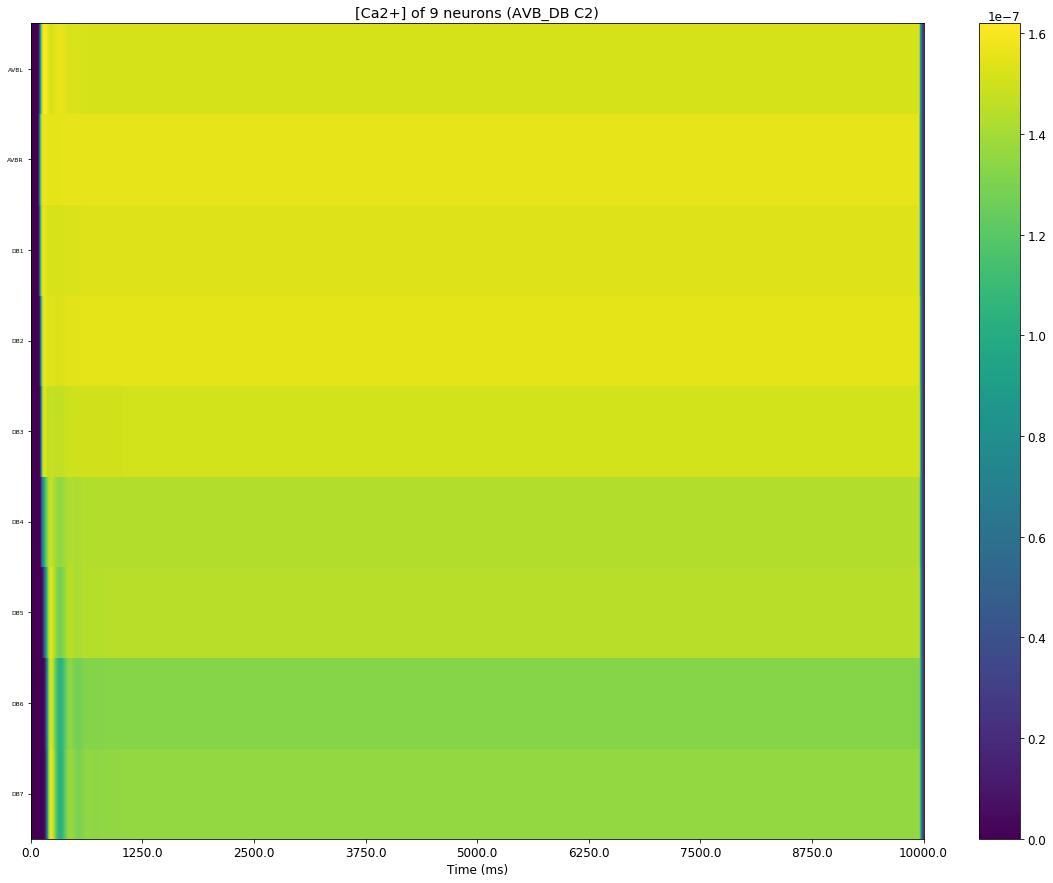 [Ca2+] of 9 neurons (AVB_DB C2)
1e−7
AVBL
AVBR
DB1
DB2
DB3
DB4
DB5
DB6
DB7
0.0 1250.0 2500.0 3750.0 5000.0 6250.0 7500.0 8750.0 10000.0
Time (ms)
1.6
1.4
1.2
1.0
0.8
0.6
0.4
0.2
0.0